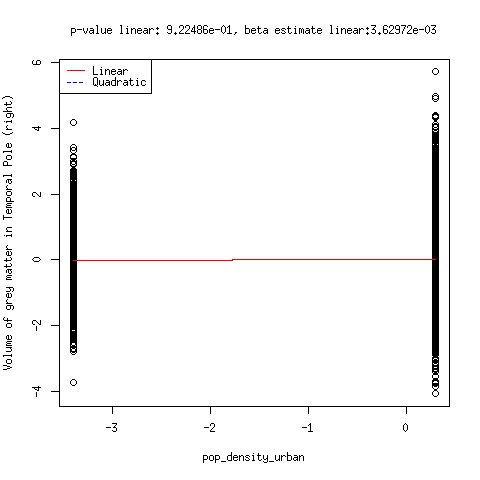 p-value linear: 9.22486e-01, beta estimate linear:3.62972e-03
Linear
Quadratic
Volume of grey matter in Temporal Pole (right)
6
4
2
0
-2
-4
-3
-2
-1
0
pop_density_urban